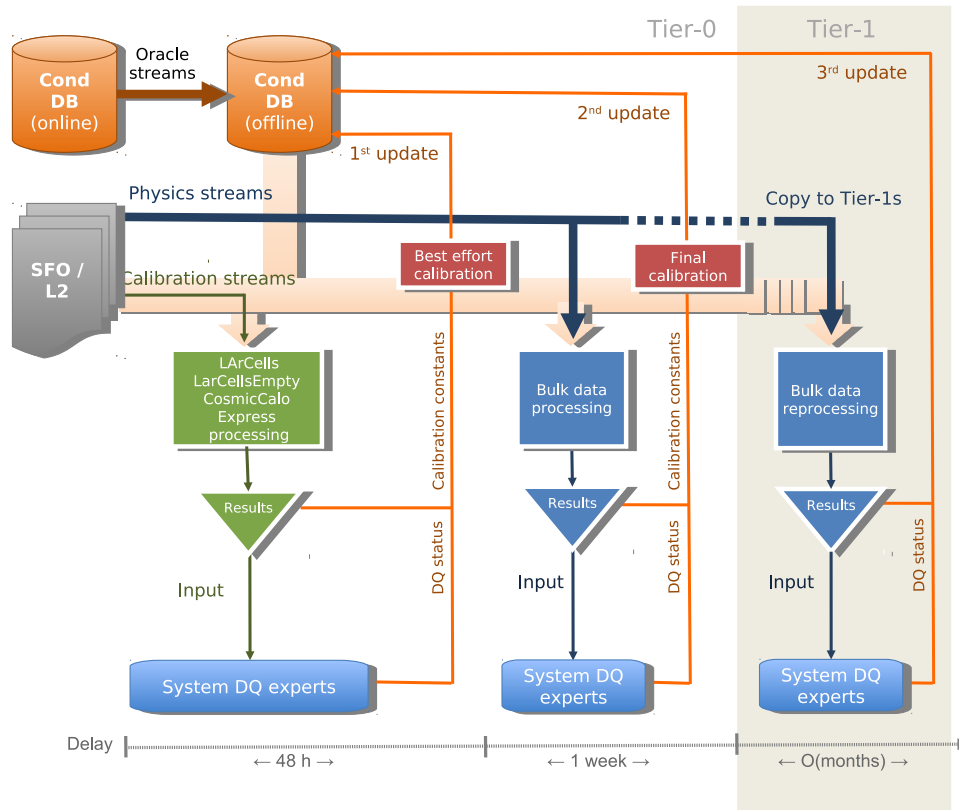 Tier-0
Tier-1
Oracle
streams
Cond
DB
(online)
Cond
DB
(offline)
3rd update
2nd update
1st update
Physics streams
Copy to Tier-1s
SFO /
L2
Calibration streams
Best effort
calibration
Final
calibration
LArCells
LarCellsEmpty
CosmicCalo
Express
processing
Bulk data
processing
Bulk data
reprocessing
Calibration constants
Calibration constants
Results
Results
Results
DQ status
DQ status
DQ status
Input
Input
Input
System DQ experts
System DQ
experts
System DQ
experts
Delay
← 48 h →
← 1 week →
← O(months) →